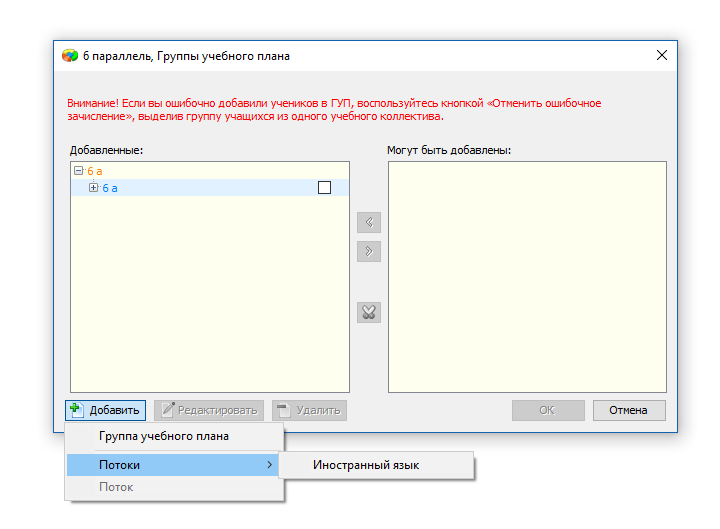 6 параллель, Группы учебного плана
Внимание! Если вы ошибочно добавили учеников в ГУП, воспользуйтесь кнопкой «Отменить ошибочное
зачисление», выделив группу учащихся из одного учебного коллектива.
Добавленные:
Могут быть добавлены:
6 а
6 а
Добавить
Редактировать
Удалить
ОК
Отмена
Группа учебного плана
Потоки
Иностранный язык
Поток